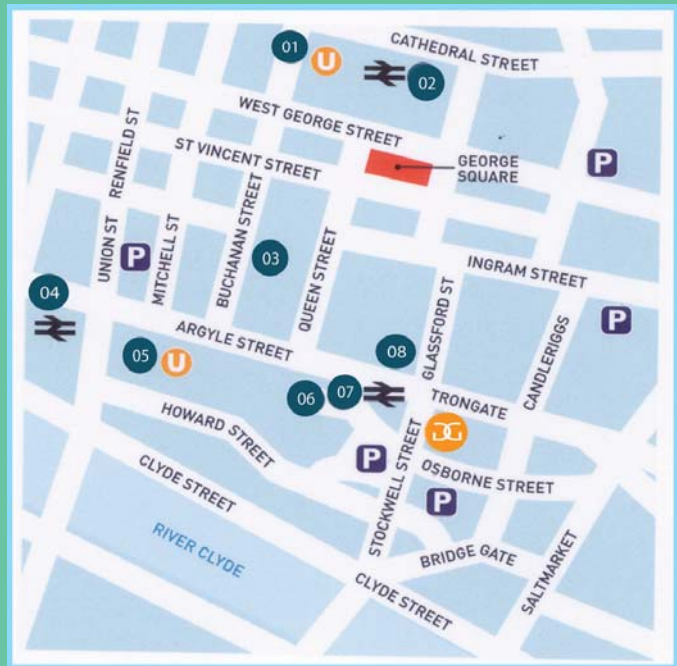 01
U
CATHEDRAL STREET
02
WEST GEORGE STREET
RENFIELD ST
ST VINCENT STREET
GEORGE
SQUARE
P
UNION ST
P
MITCHELL ST
BUCHANAN STREET
03
QUEEN STREET
INGRAM STREET
04
GLASSFORD ST
CANDLERIGGS
P
ARGYLE STREET
05
U
08
06
07
TRONGATE
HOWARD STREET
P
STOCKWELL STREET
OSBORNE STREET
P
CLYDE STREET
RIVER CLYDE
BRIDGE GATE
SALTMARKET
CLYDE STREET